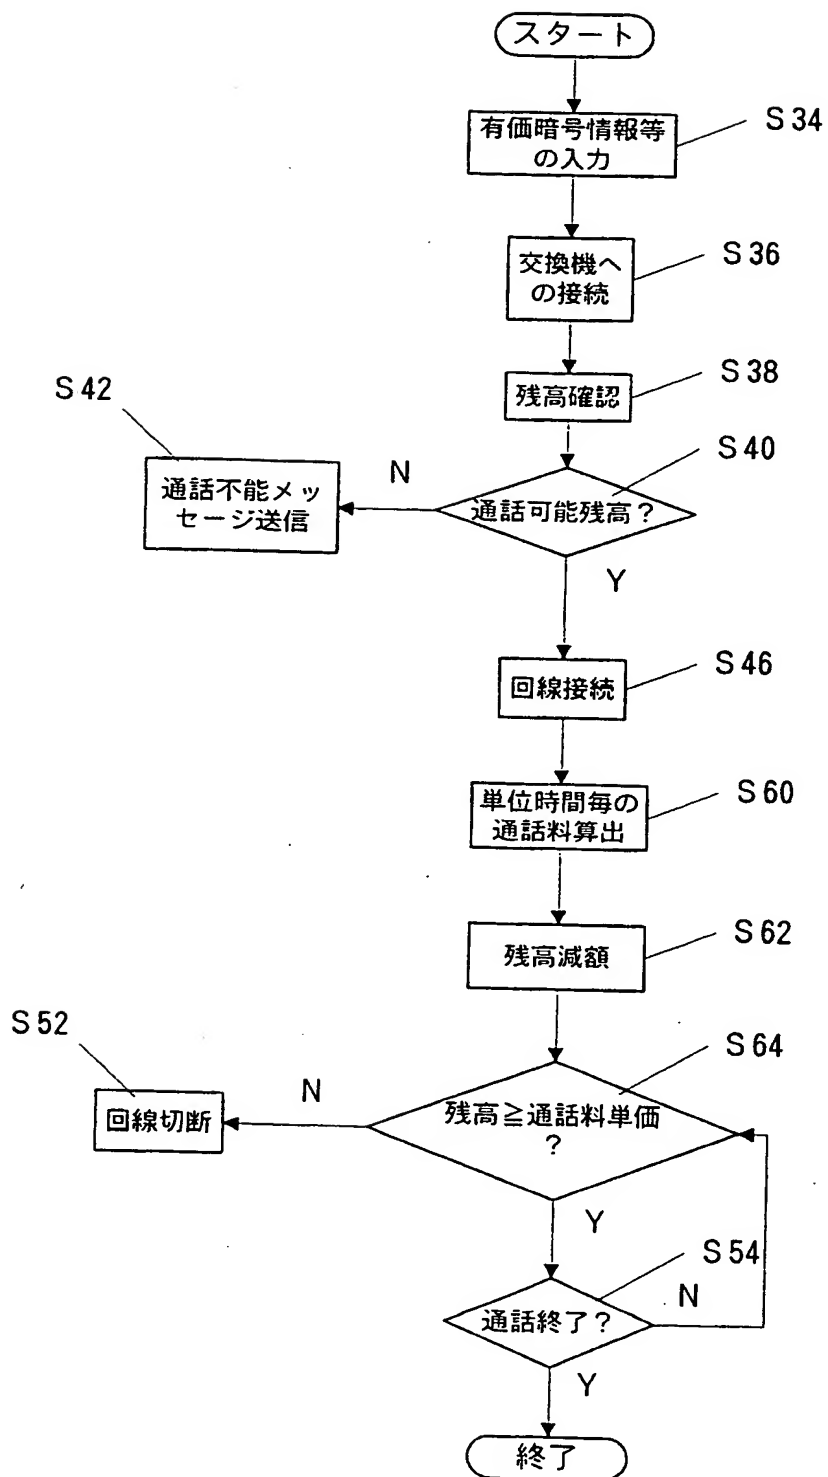 スタート
有価暗号情報等
の入力
S34
交換機へ
の接続
S36
残高確認
S38
S42
通話不能メッ
セージ送信
N
S40
通話可能残高？
Y
回線接続
S46
単位時間毎の
通話料算出
S60
残高減額
S62
S52
回線切断
N
S64
残高≧通話料単価
？
Y
S54
通話終了？
N
Y
終了